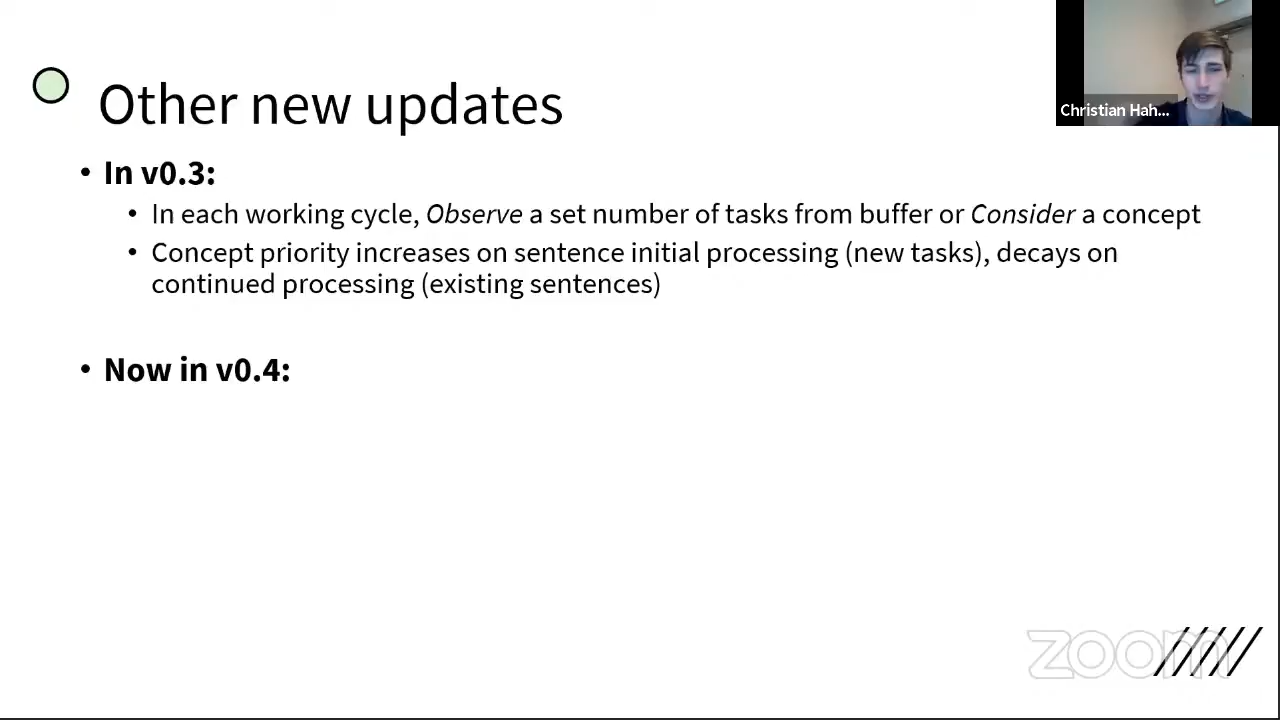 Other new updates
Christian Hah...
• In v0.3:
• In each working cycle, Observe a set number of tasks from buffer or Consider a concept
• Concept priority increases on sentence initial processing (new tasks), decays on
continued processing (existing sentences)
• Now in v0.4:
zoom